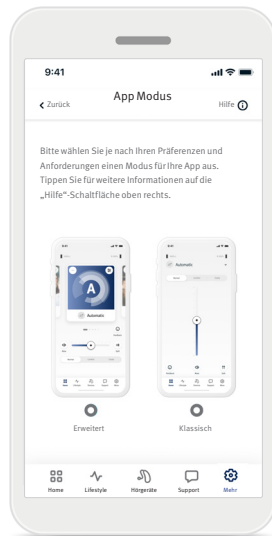 9:41
App Modus
Zurück
Hilfe
Bitte wählen Sie je nach Ihren Präferenzen und
Anforderungen einen Modus für Ihre App aus.
Tippen Sie für weitere Informationen auf die
„Hilfe“-Schaltfläche oben rechts.
A
Automatic
Automatic
Erweitert
Klassisch
Home
Lifestyle
Hörgeräte
Support
Mehr